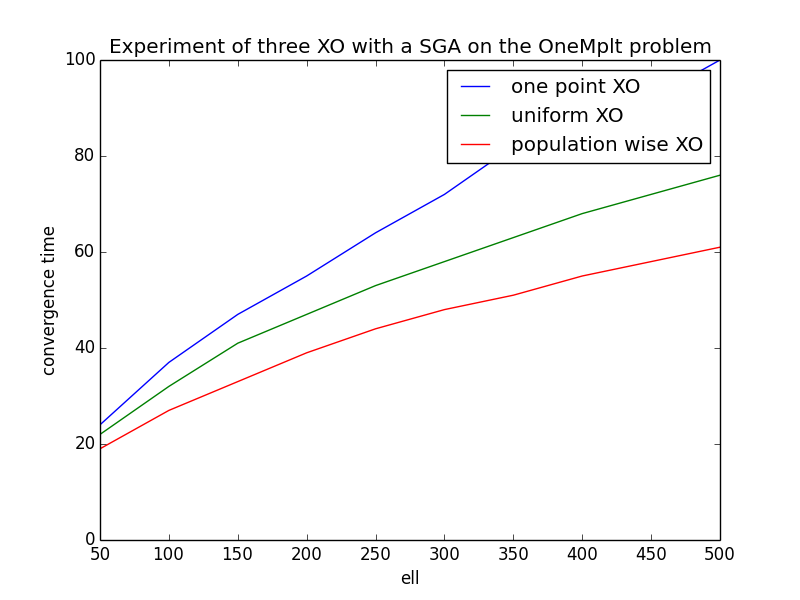 Experiment of three XO with a SGA on the OneMplt problem
one point XO
uniform XO
population wise XO
convergence time
100
80
60
40
20
0
50 100 150 200 250 300 350 400 450 500
ell